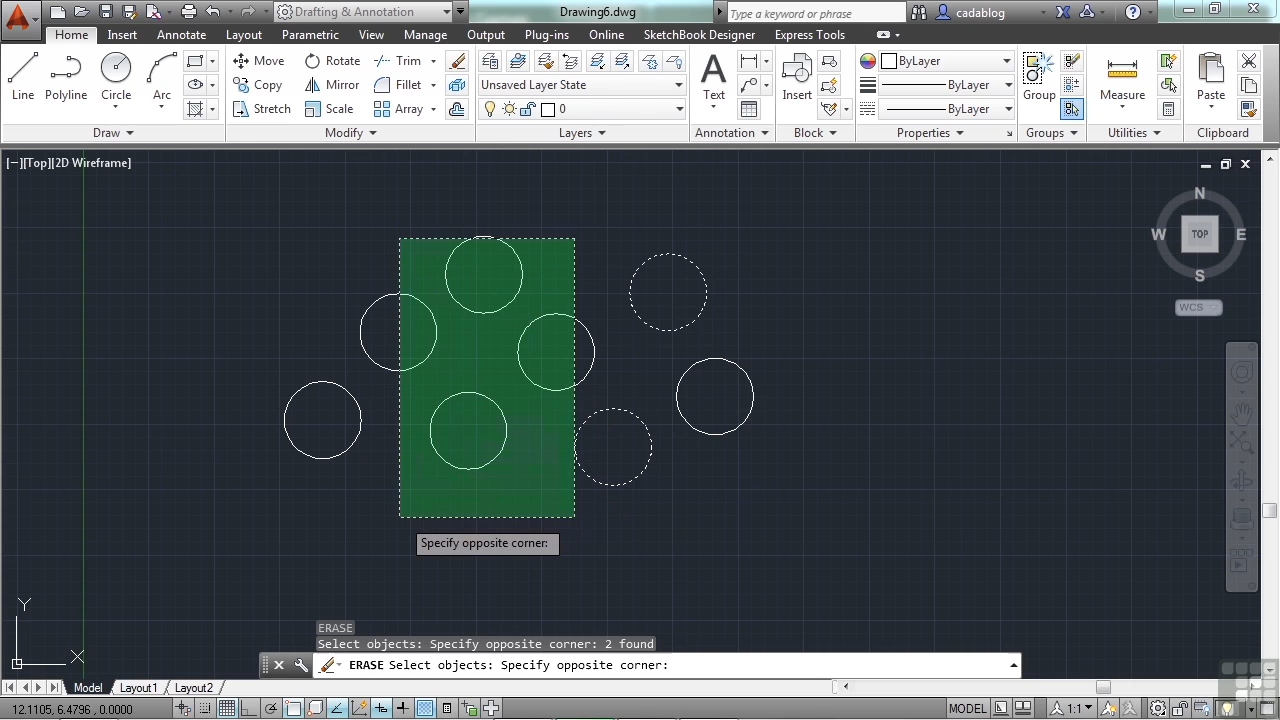 Drafting & Annotation
Drawing6.dwg
Type a keyword or phrase
cadablog
Home Insert Annotate Layout Parametric View Manage Output Plug-ins Online SketchBook Designer Express Tools
Line Polyline Circle Arc
Move Rotate Trim
Copy Mirror Fillet
Stretch Scale Array
Unsaved Layer State
0
Text
Insert
ByLayer
ByLayer
ByLayer
Group
Measure
Paste
Draw Modify Layers Annotation Block Properties Groups Utilities Clipboard
[−][Top][2D Wireframe]
N
W TOP E
S
WCS
Specify opposite corner:
Y
X
ERASE
Select objects: Specify opposite corner: 2 found
ERASE Select objects: Specify opposite corner:
Model Layout1 Layout2
12.1105, 6.4796 , 0.0000
MODEL
1:1